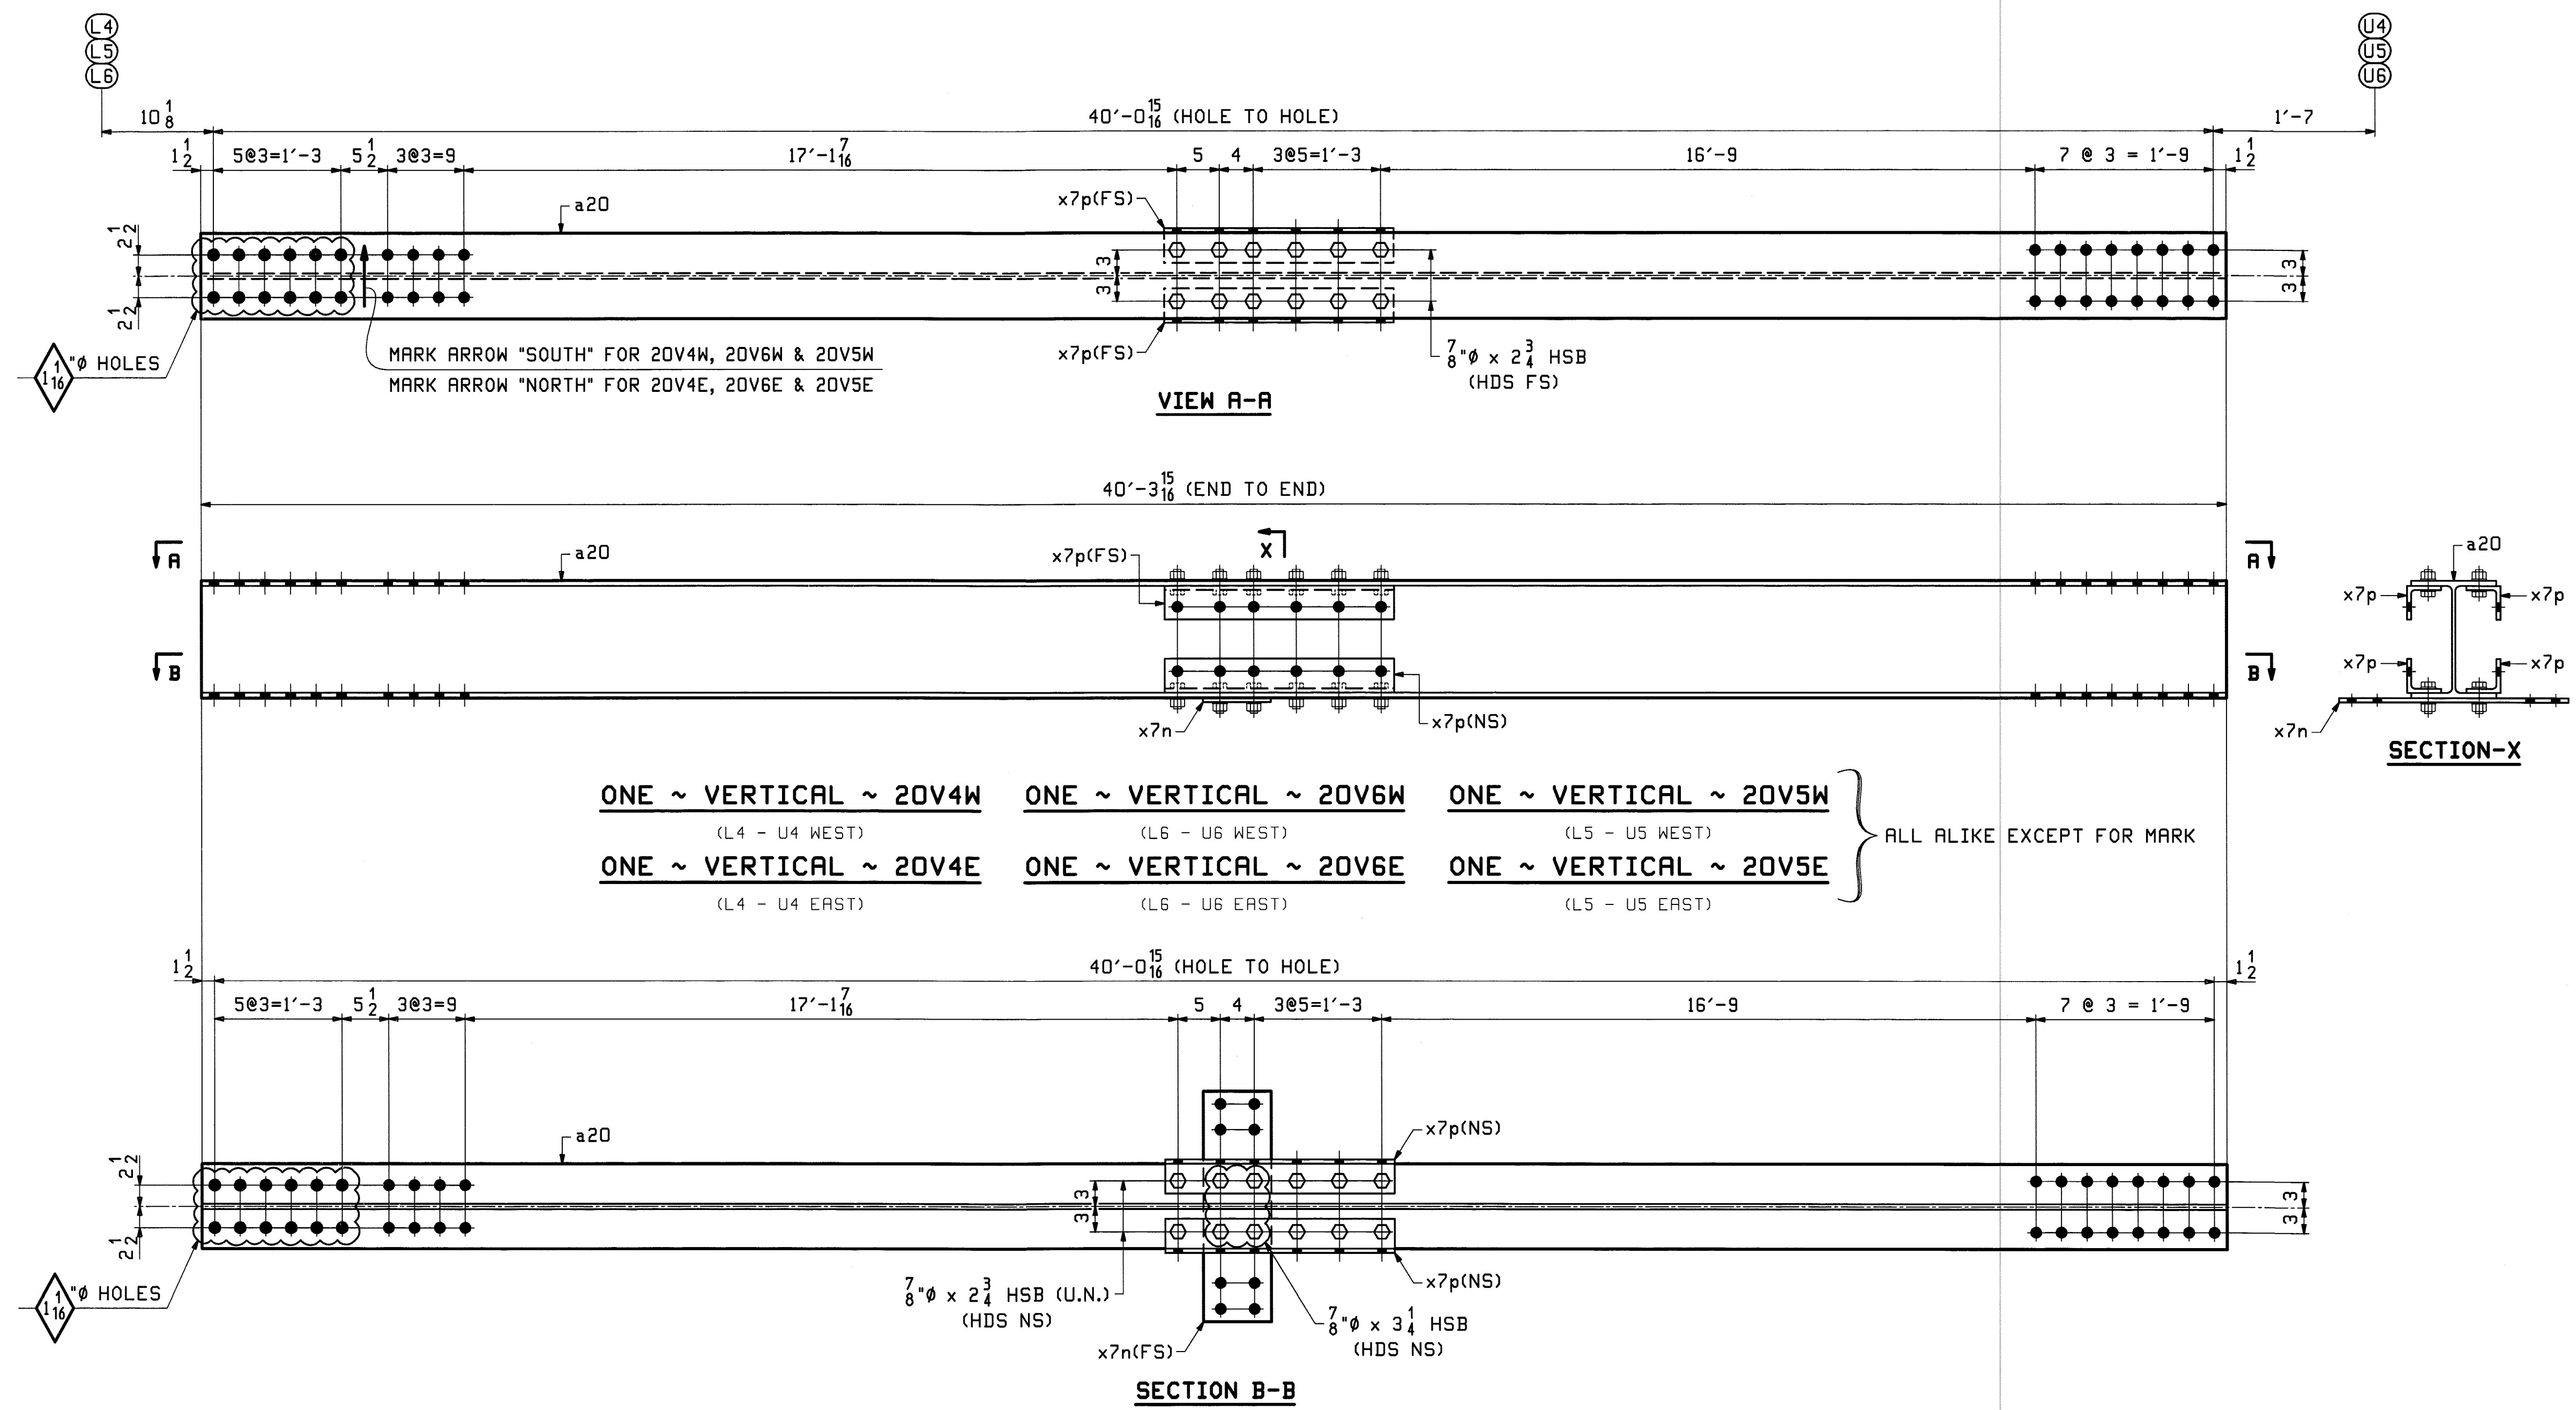 L4 U4
L5 U5
L6 U6
10 1/8 40'-0 15/16 (HOLE TO HOLE) 1'-7
1 1/2 5@3=1'-3 5 1/2 3@3=9 17'-1 7/16 5 4 3@5=1'-3 16'-9 7 @ 3 = 1'-9 1 1/2
x7p(FS)
a20
2 1/2
2 1/2
3
3
3
3
x7p(FS)
1 1/16 "Ø HOLES
MARK ARROW "SOUTH" FOR 20V4W, 20V6W & 20V5W
MARK ARROW "NORTH" FOR 20V4E, 20V6E & 20V5E
7/8"Ø x 2 3/4 HSB
(HDS FS)
VIEW A-A
40'-3 15/16 (END TO END)
A
a20
x7p(FS)
X
A
a20
x7p
x7p
B
B
x7p
x7p
x7n
x7p(NS)
x7n
SECTION-X
ONE ~ VERTICAL ~ 20V4W ONE ~ VERTICAL ~ 20V6W ONE ~ VERTICAL ~ 20V5W
(L4 - U4 WEST) (L6 - U6 WEST) (L5 - U5 WEST)
ALL ALIKE EXCEPT FOR MARK
ONE ~ VERTICAL ~ 20V4E ONE ~ VERTICAL ~ 20V6E ONE ~ VERTICAL ~ 20V5E
(L4 - U4 EAST) (L6 - U6 EAST) (L5 - U5 EAST)
1 1/2 40'-0 15/16 (HOLE TO HOLE) 1 1/2
5@3=1'-3 5 1/2 3@3=9 17'-1 7/16 5 4 3@5=1'-3 16'-9 7 @ 3 = 1'-9
a20
x7p(NS)
2 1/2
2 1/2
3
3
3
3
1 1/16 "Ø HOLES
x7p(NS)
7/8"Ø x 2 3/4 HSB (U.N.)
(HDS NS)
7/8"Ø x 3 1/4 HSB
(HDS NS)
x7n(FS)
SECTION B-B